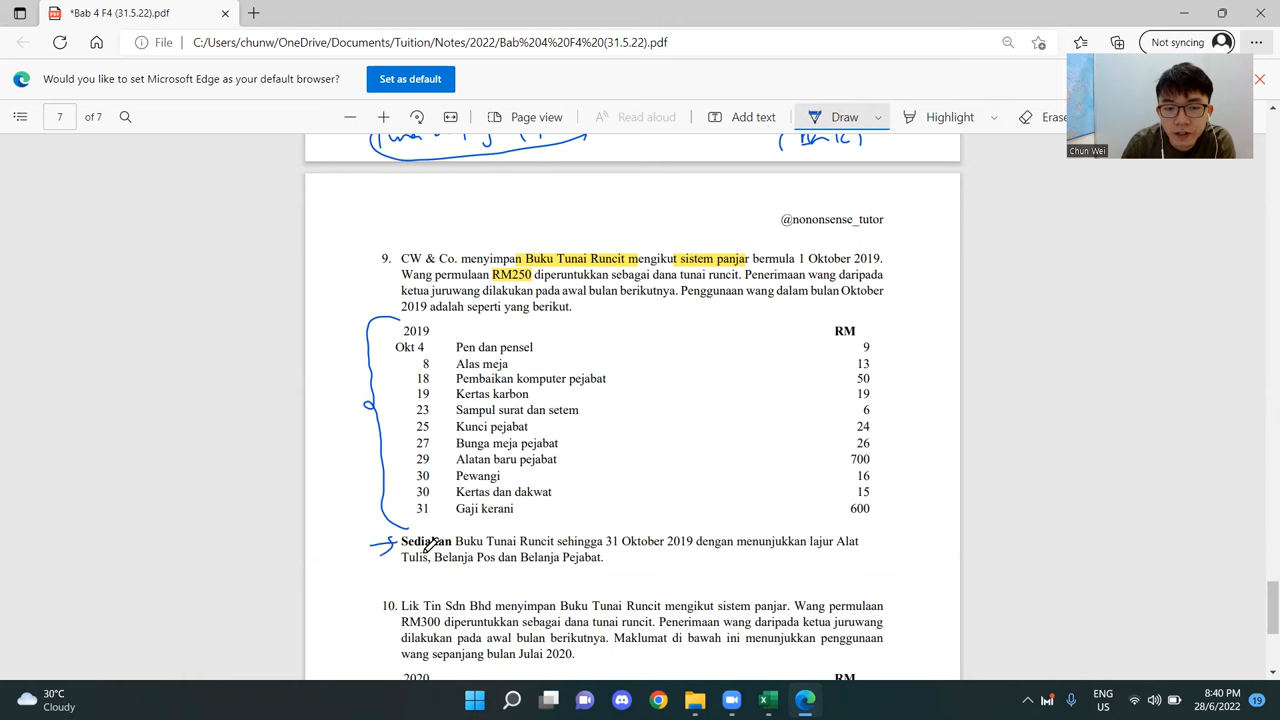 *Bab 4 F4 (31.5.22).pdf
File C:/Users/chunw/OneDrive/Documents/Tuition/Notes/2022/Bab%204%20F4%20(31.5.22).pdf
Not syncing
Would you like to set Microsoft Edge as your default browser? Set as default
7 of 7 Page view Read aloud Add text Draw Highlight Erase
Chun Wei
@nononsense_tutor
9. CW & Co. menyimpan Buku Tunai Runcit mengikut sistem panjar bermula 1 Oktober 2019.
Wang permulaan RM250 diperuntukkan sebagai dana tunai runcit. Penerimaan wang daripada
ketua juruwang dilakukan pada awal bulan berikutnya. Penggunaan wang dalam bulan Oktober
2019 adalah seperti yang berikut.
2019 RM
Okt 4 Pen dan pensel 9
8 Alas meja 13
18 Pembaikan komputer pejabat 50
19 Kertas karbon 19
23 Sampul surat dan setem 6
25 Kunci pejabat 24
27 Bunga meja pejabat 26
29 Alatan baru pejabat 700
30 Pewangi 16
30 Kertas dan dakwat 15
31 Gaji kerani 600
Sediakan Buku Tunai Runcit sehingga 31 Oktober 2019 dengan menunjukkan lajur Alat
Tulis, Belanja Pos dan Belanja Pejabat.
10. Lik Tin Sdn Bhd menyimpan Buku Tunai Runcit mengikut sistem panjar. Wang permulaan
RM300 diperuntukkan sebagai dana tunai runcit. Penerimaan wang daripada ketua juruwang
dilakukan pada awal bulan berikutnya. Maklumat di bawah ini menunjukkan penggunaan
wang sepanjang bulan Julai 2020.
2020 RM
30°C
Cloudy
ENG
US
8:40 PM
28/6/2022
19